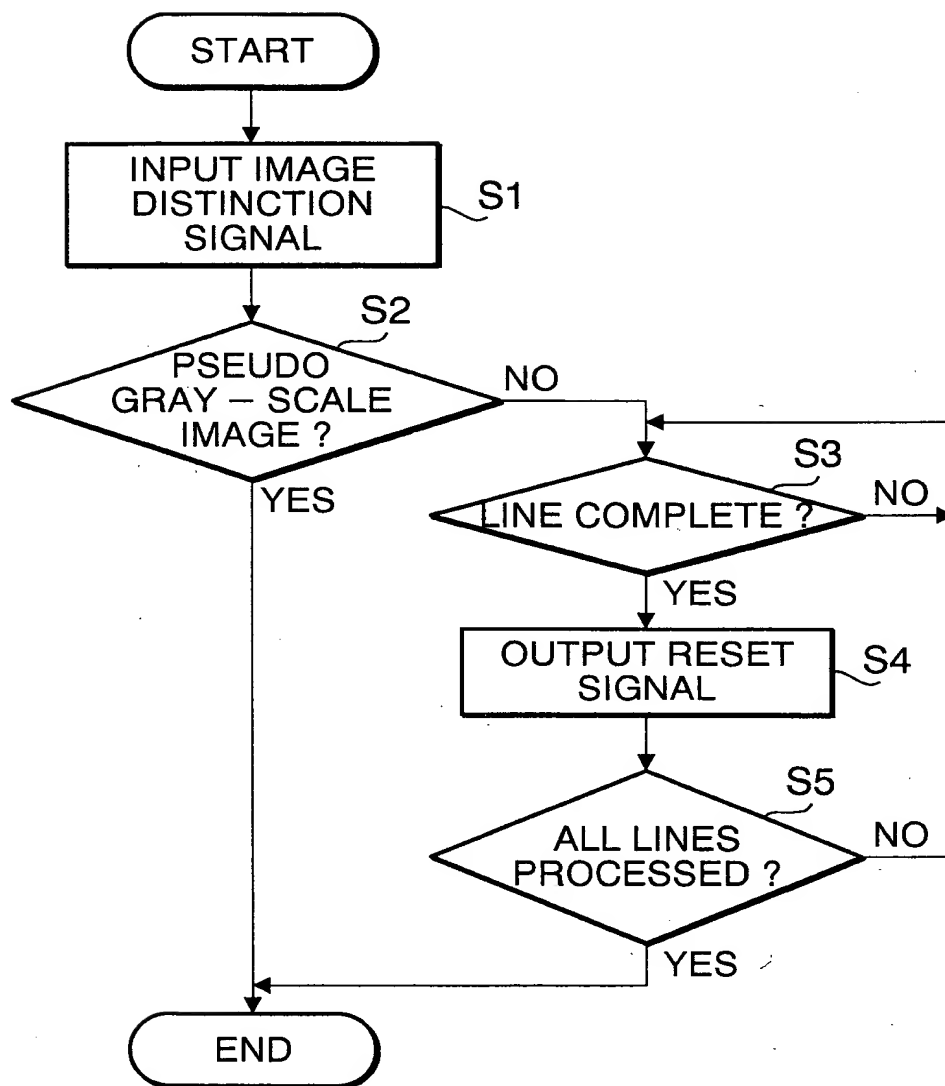 START
INPUT IMAGE
DISTINCTION
SIGNAL
S1
S2
PSEUDO
GRAY – SCALE
IMAGE ?
NO
YES
S3
LINE COMPLETE ?
NO
YES
OUTPUT RESET
SIGNAL
S4
S5
ALL LINES
PROCESSED ?
NO
YES
END